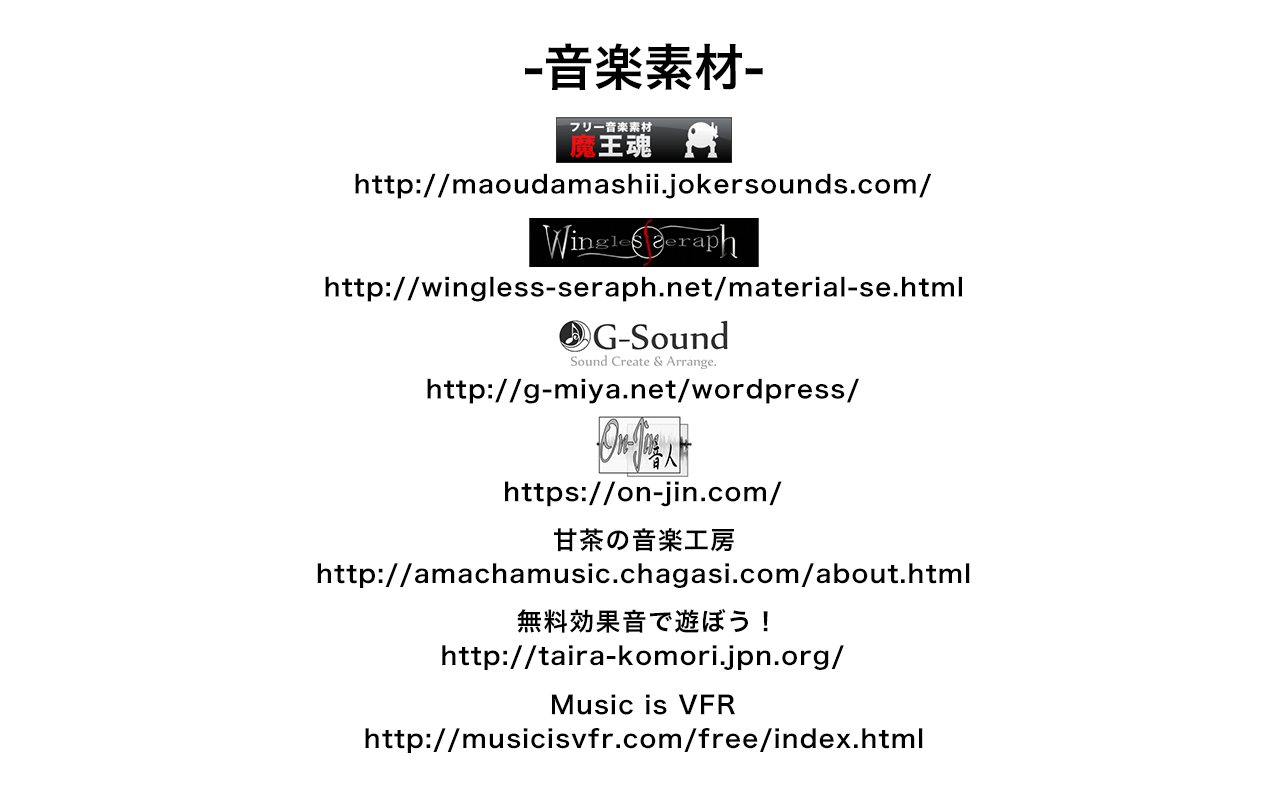 -音楽素材-
フリー音楽素材
魔王魂
http://maoudamashii.jokersounds.com/
Wingless Seraph
http://wingless-seraph.net/material-se.html
G-Sound
Sound Create & Arrange.
http://g-miya.net/wordpress/
On-Jin
音人
https://on-jin.com/
甘茶の音楽工房
http://amachamusic.chagasi.com/about.html
無料効果音で遊ぼう！
http://taira-komori.jpn.org/
Music is VFR
http://musicisvfr.com/free/index.html